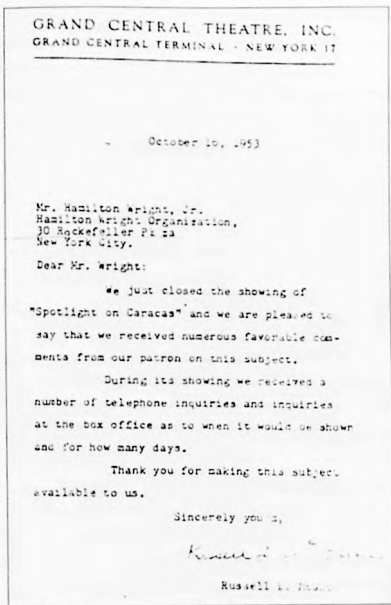 GRAND CENTRAL THEATRE, INC.
GRAND CENTRAL TERMINAL - NEW YORK 17
October 16, 1953
Mr. Hamilton Wright, Jr.
Hamilton Wright Organization,
30 Rockefeller Plaza
New York City.
Dear Mr. Wright:
We just closed the showing of
"Spotlight on Caracas" and we are pleased to
say that we received numerous favorable com-
ments from our patron on this subject.
During its showing we received a
number of telephone inquiries and inquiries
at the box office as to when it would be shown
and for how many days.
Thank you for making this subject
available to us.
Sincerely yours,
Russell